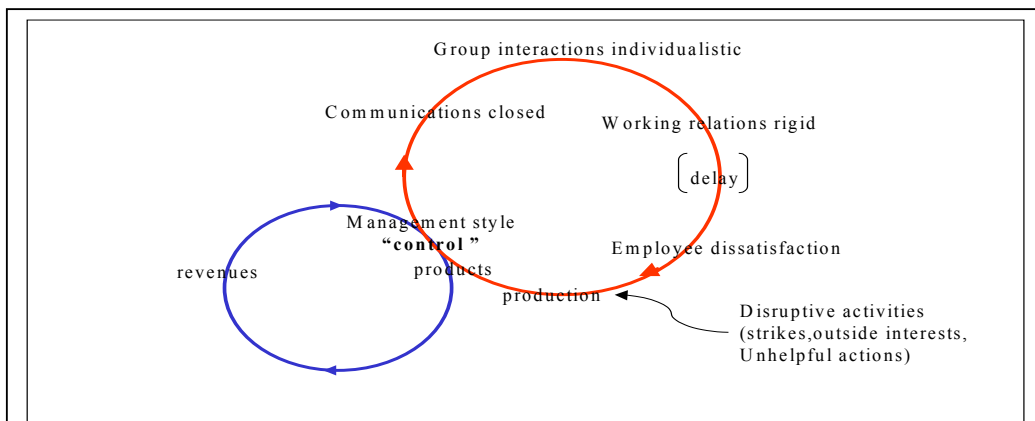 Group interactions individualistic
Communications closed
Working relations rigid
delay
Management style
“control ”
Employee dissatisfaction
revenues
products
production
Disruptive activities
(strikes,outside interests,
Unhelpful actions)